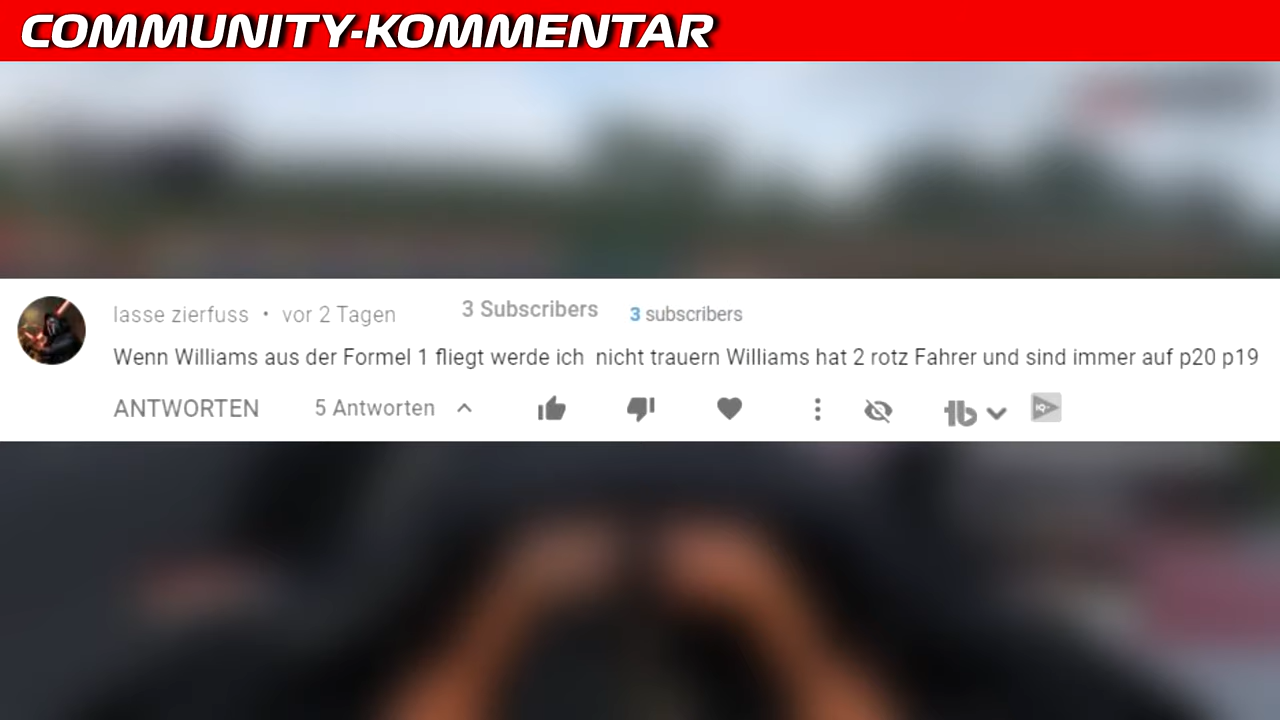 COMMUNITY-KOMMENTAR
lasse zierfuss • vor 2 Tagen 3 Subscribers 3 subscribers
Wenn Williams aus der Formel 1 fliegt werde ich nicht trauern Williams hat 2 rotz Fahrer und sind immer auf p20 p19
ANTWORTEN 5 Antworten